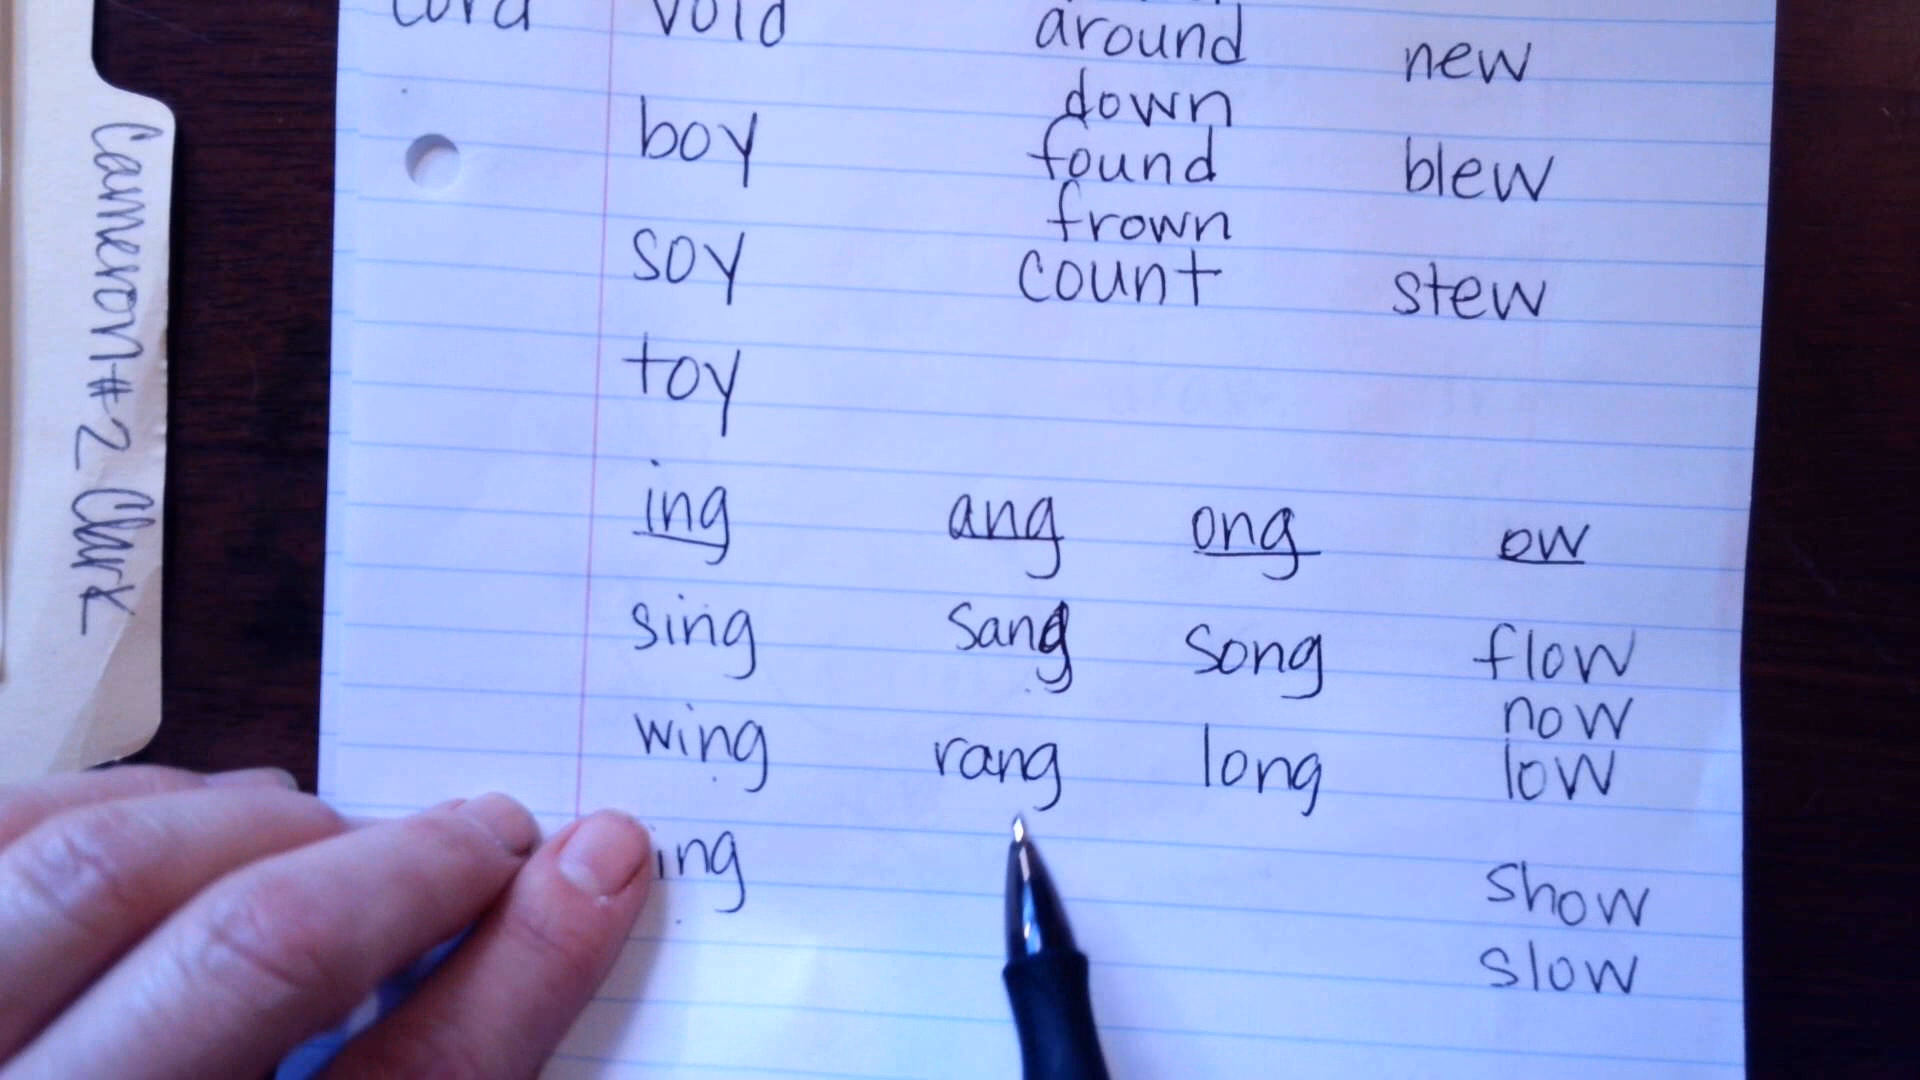 void around new
down
boy found blew
frown
soy count stew
toy
ing ang ong ow
sing sang song flow
now
wing rang long low
ing show
slow
Cameron #2 Clark